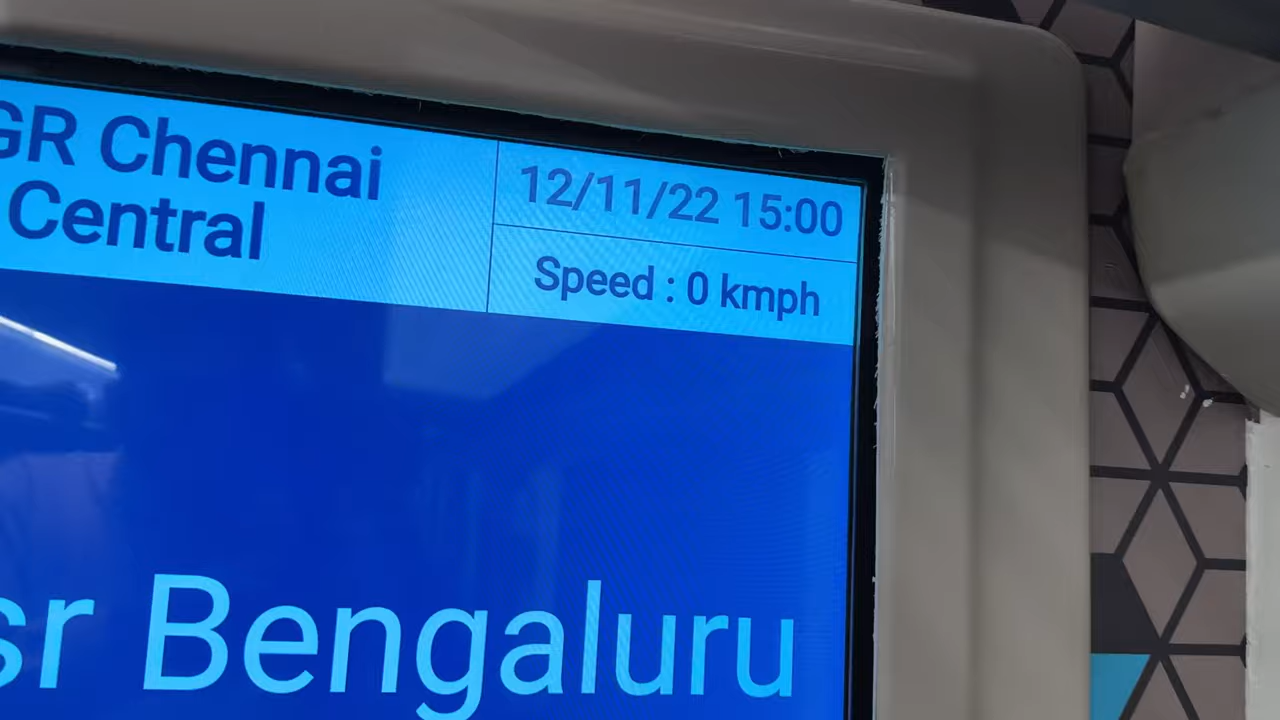 GR Chennai
Central
12/11/22 15:00
Speed : 0 kmph
sr Bengaluru